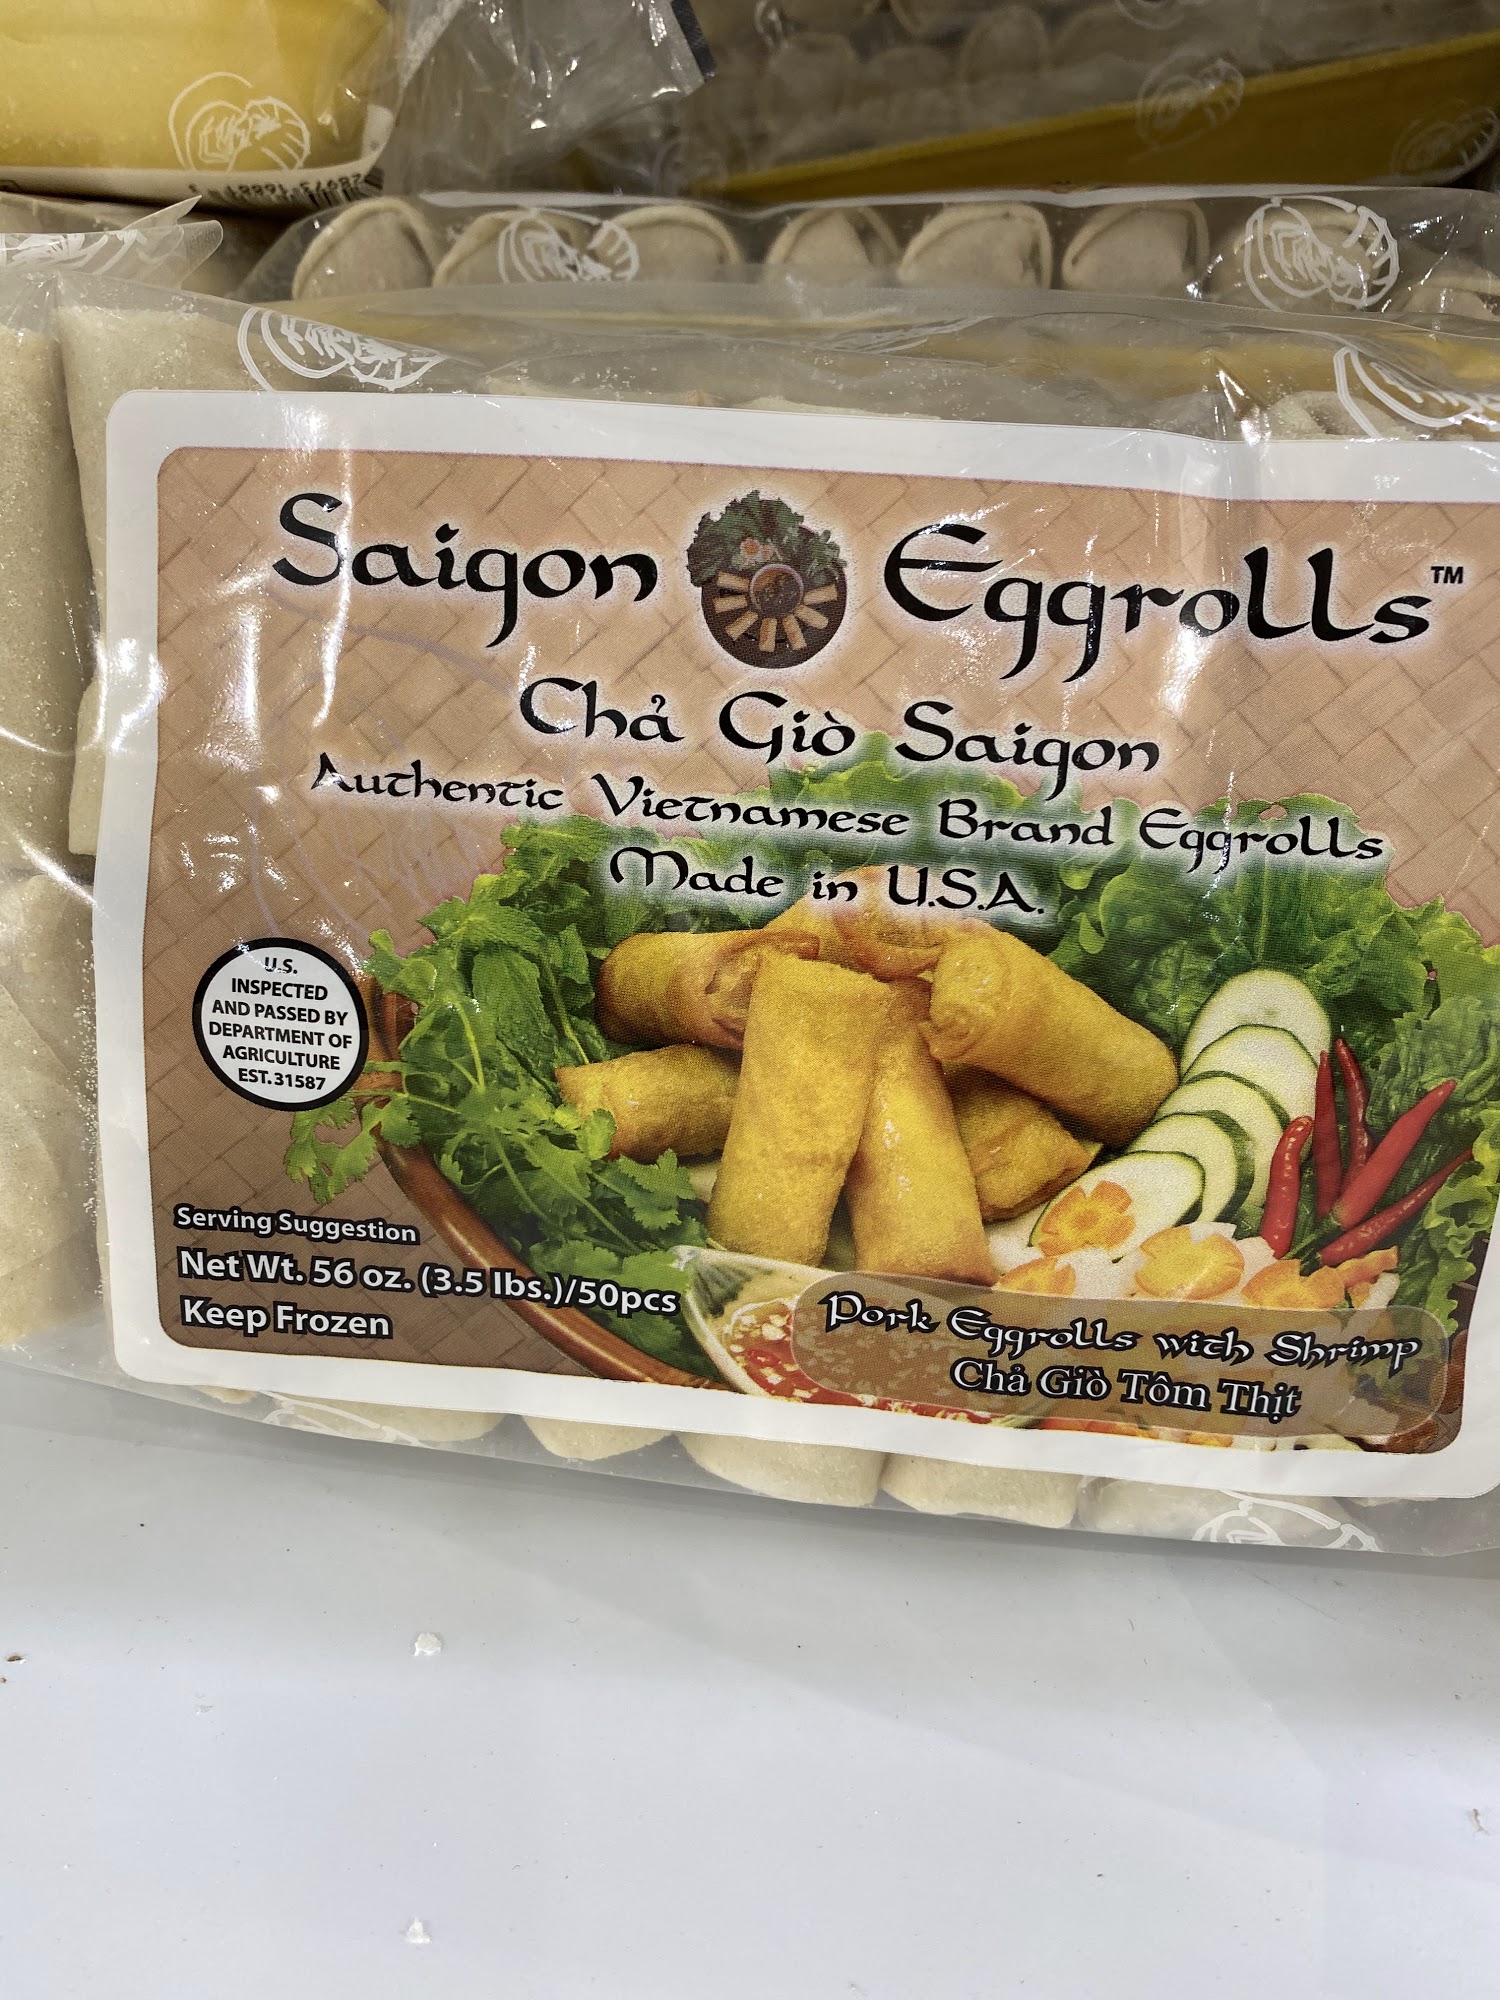 Saigon Eggrolls™
Chả Giò Saigon
Authentic Vietnamese Brand Eggrolls
Made in U.S.A.
U.S.
INSPECTED
AND PASSED BY
DEPARTMENT OF
AGRICULTURE
EST. 31587
Serving Suggestion
Net Wt. 56 oz. (3.5 lbs.)/50pcs
Keep Frozen
Pork Eggrolls with Shrimp
Chả Giò Tôm Thịt